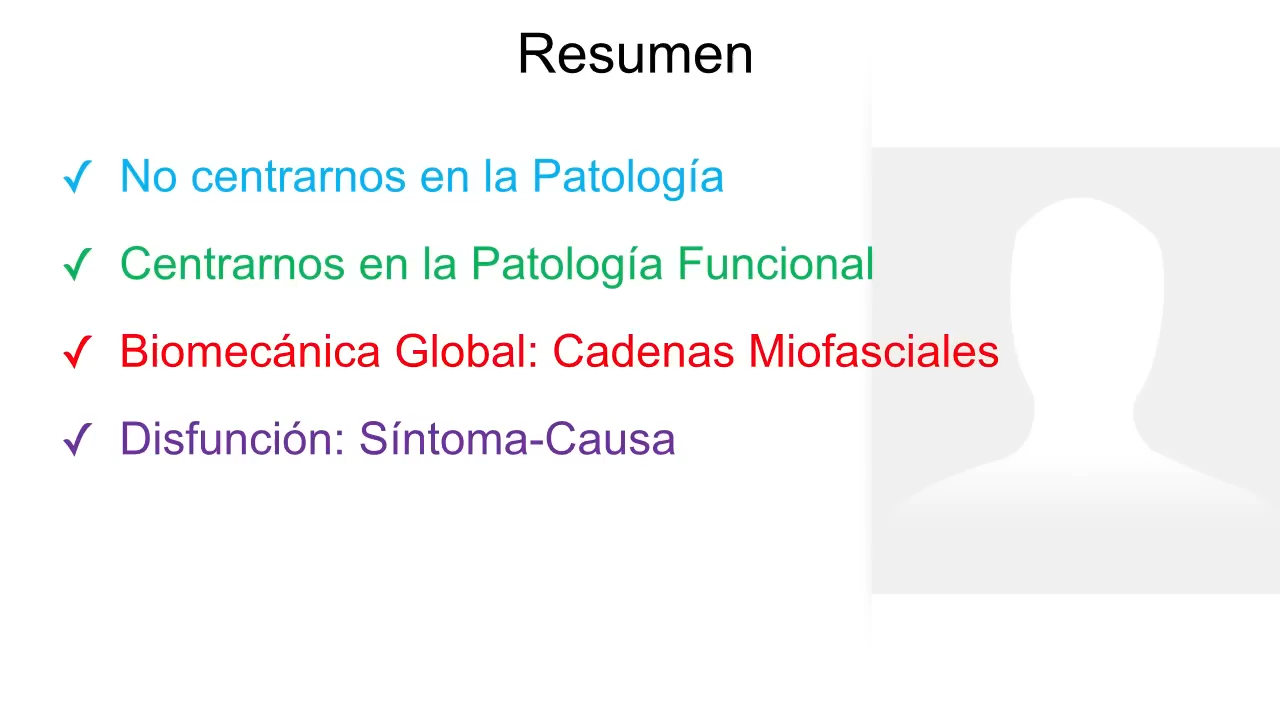 Resumen
✓ No centrarnos en la Patología
✓ Centrarnos en la Patología Funcional
✓ Biomecánica Global: Cadenas Miofasciales
✓ Disfunción: Síntoma-Causa